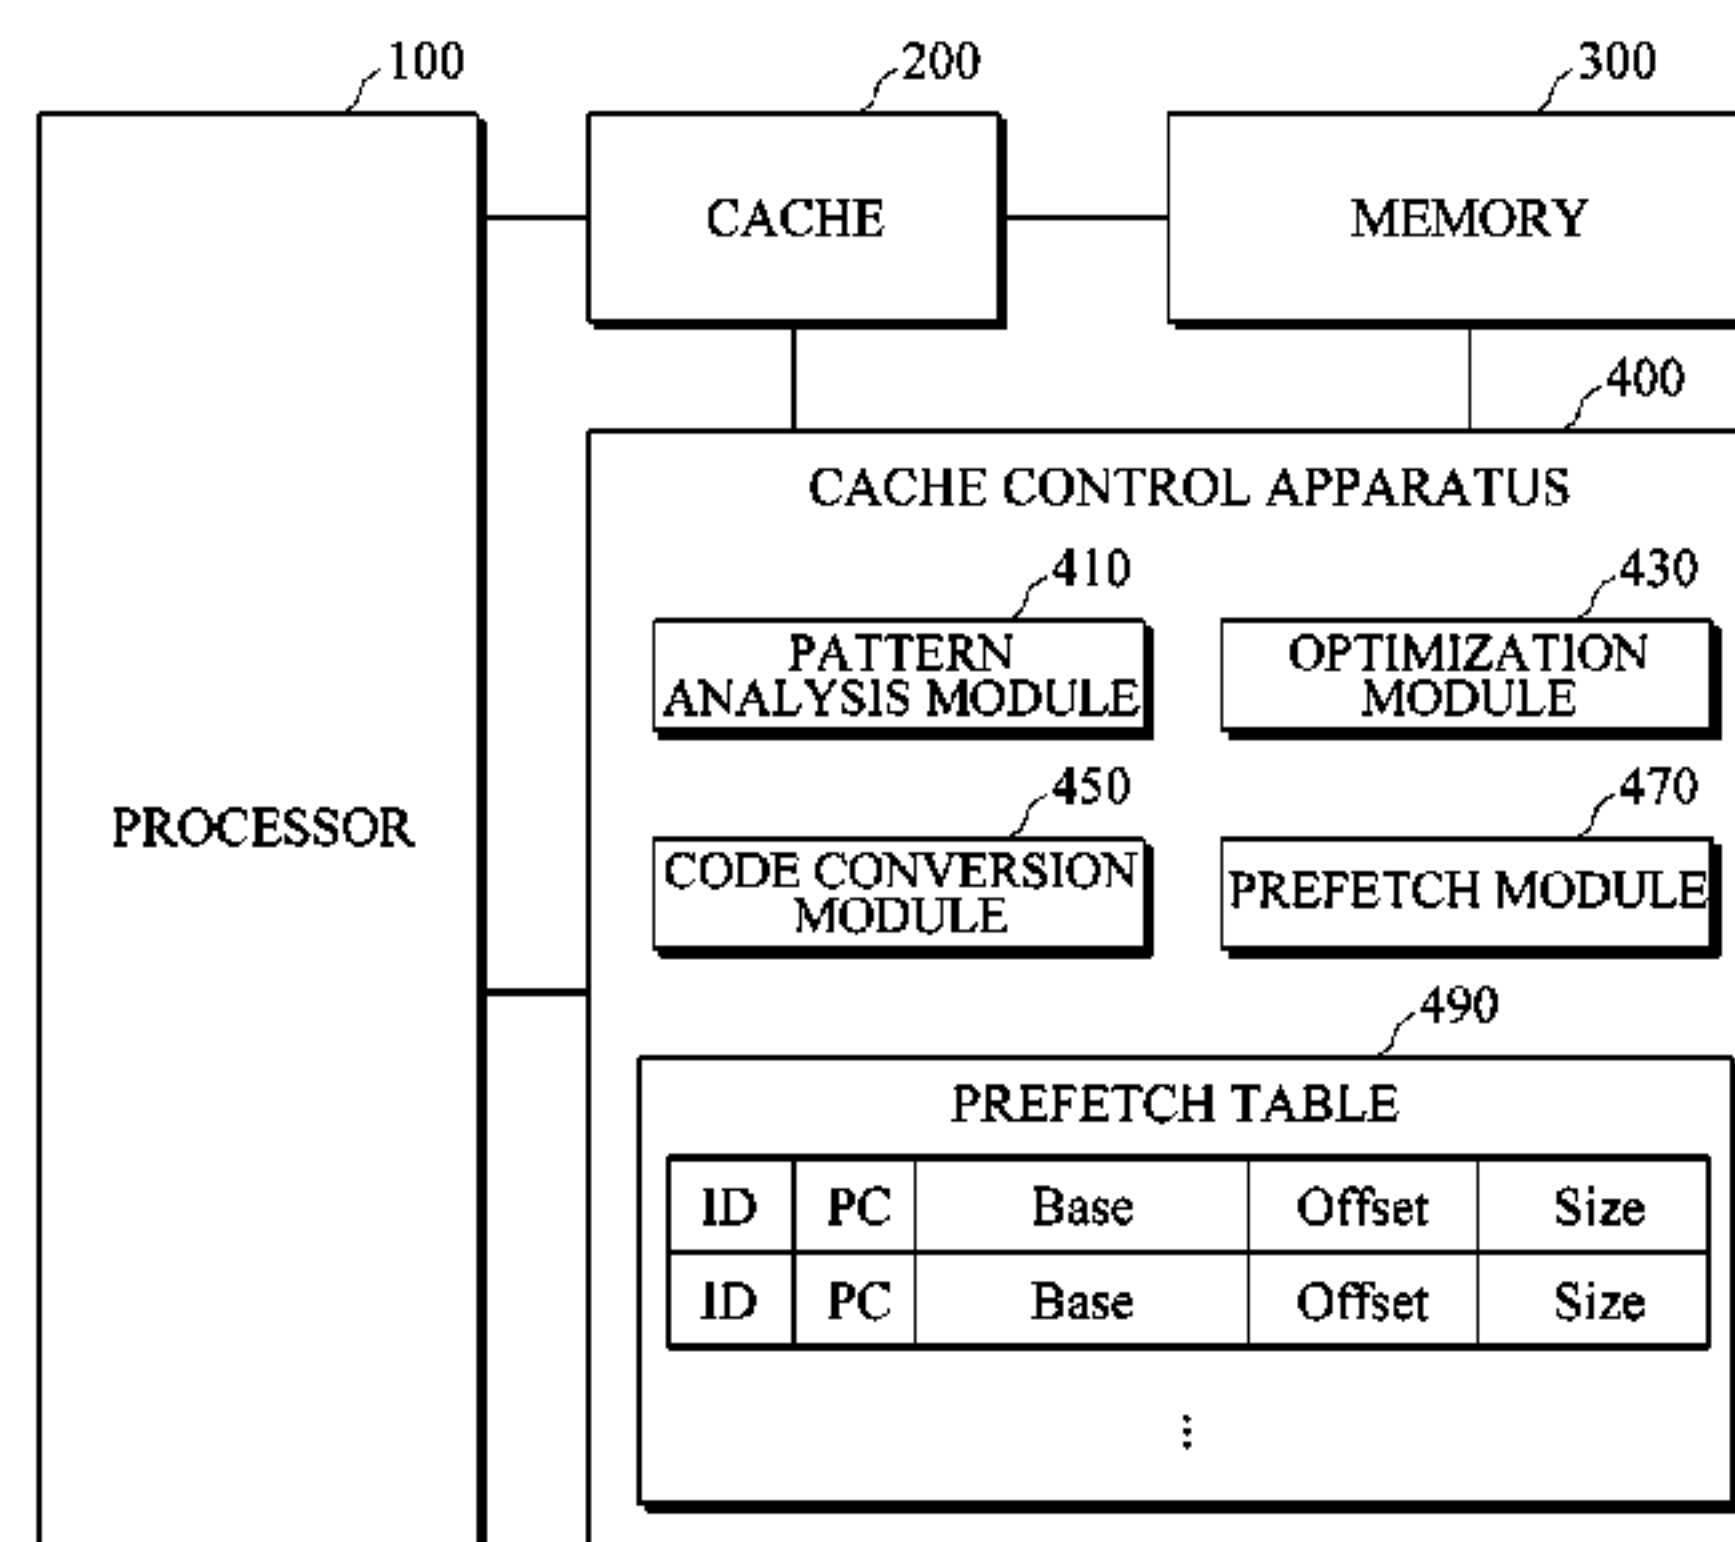 100
200
300
CACHE
MEMORY
400
CACHE CONTROL APPARATUS
410
430
PATTERN
ANALYSIS MODULE
OPTIMIZATION
MODULE
450
470
PROCESSOR
CODE CONVERSION
MODULE
PREFETCH MODULE
490
PREFETCH TABLE
ID PC Base Offset Size
ID PC Base Offset Size